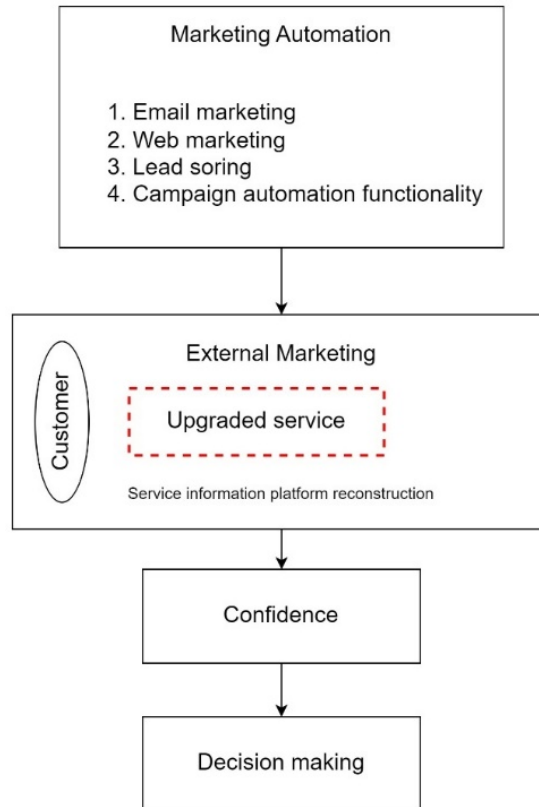 Marketing Automation
1. Email marketing
2. Web marketing
3. Lead soring
4. Campaign automation functionality
External Marketing
Customer
Upgraded service
Service information platform reconstruction
Confidence
Decision making